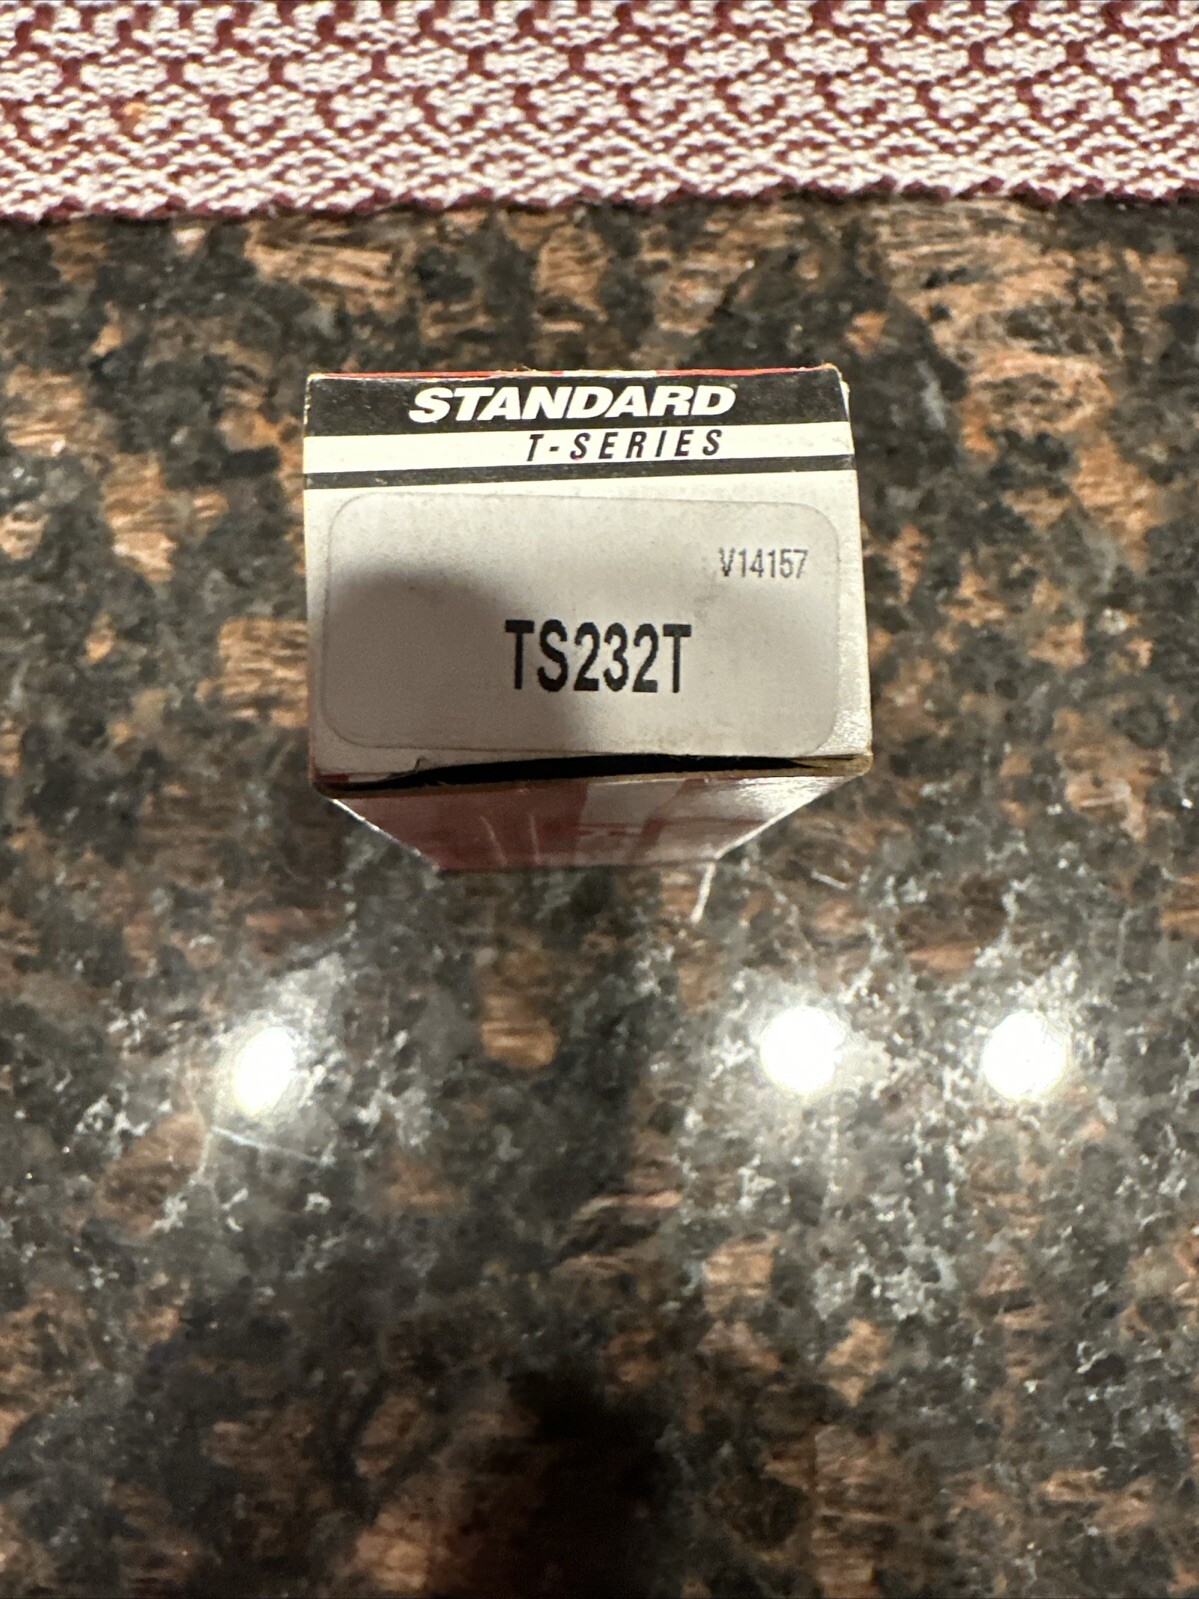 STANDARD
T-SERIES
V14157
TS232T